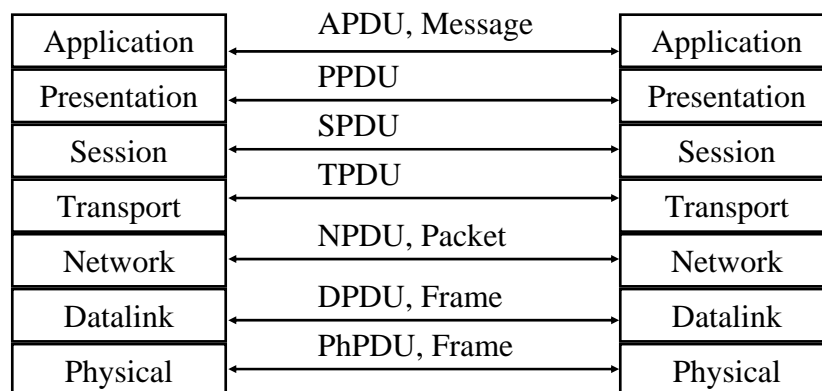 Application APDU, Message Application
Presentation PPDU Presentation
Session SPDU Session
Transport TPDU Transport
Network NPDU, Packet Network
Datalink DPDU, Frame Datalink
Physical PhPDU, Frame Physical